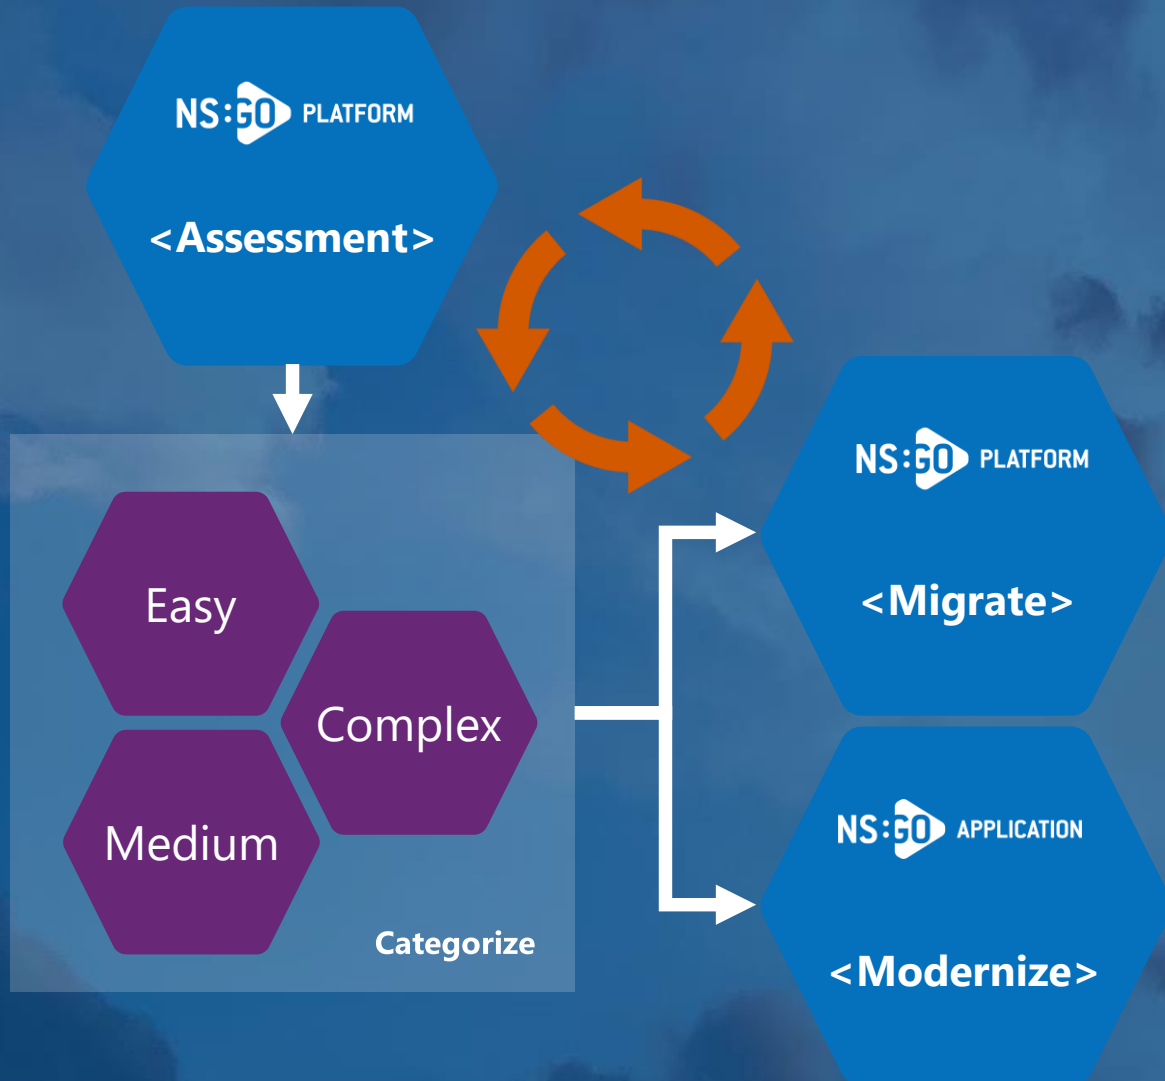 NS:GO PLATFORM
<Assessment>
Easy
Complex
Medium
Categorize
NS:GO PLATFORM
<Migrate>
NS:GO APPLICATION
<Modernize>